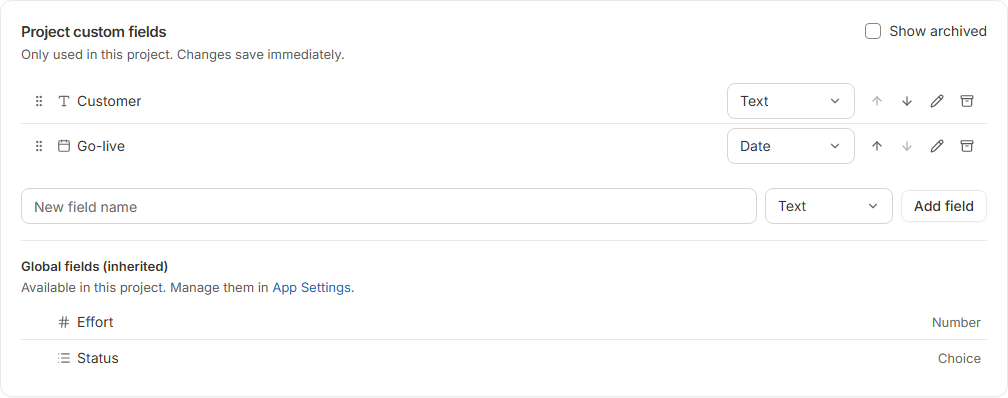 Project custom fields
Show archived
Only used in this project. Changes save immediately.
Customer
Text
Go-live
Date
New field name
Text
Add field
Global fields (inherited)
Available in this project. Manage them in App Settings.
Effort
Number
Status
Choice